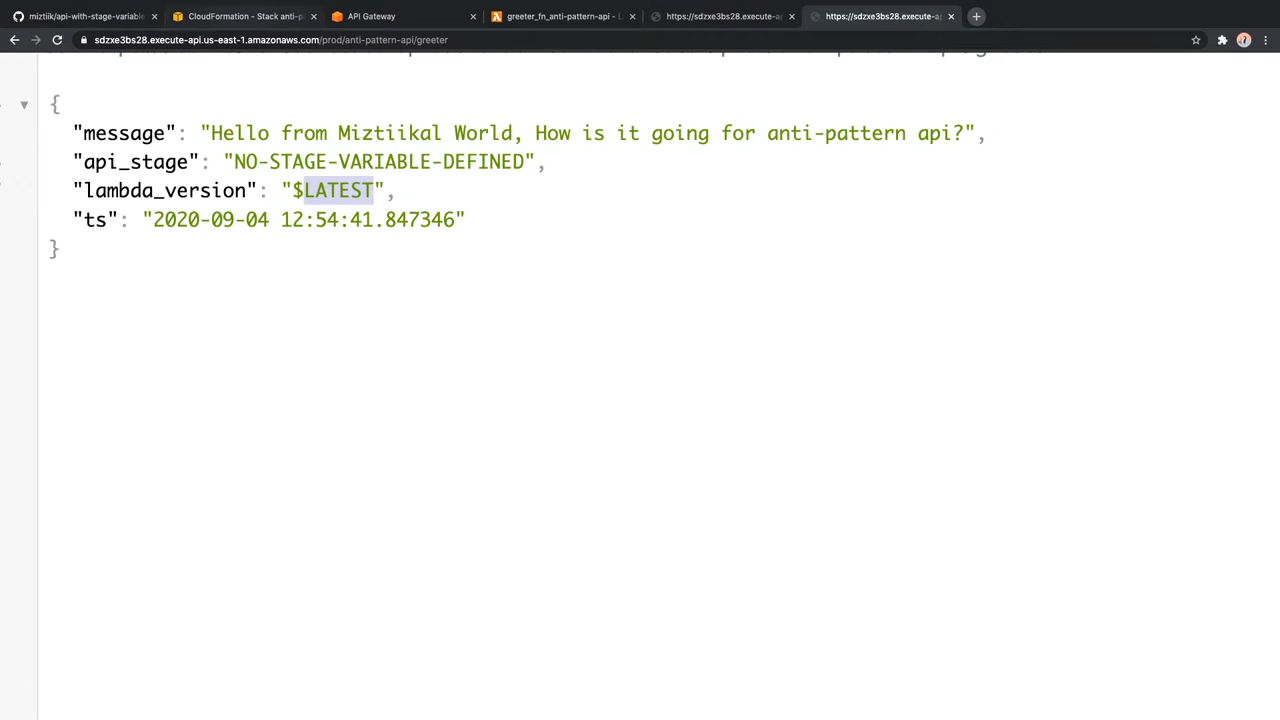 miztiik/api-with-stage-variable
CloudFormation - Stack anti-p
API Gateway
greeter_fn_anti-pattern-api - L
https://sdzxe3bs28.execute-ap
https://sdzxe3bs28.execute-ap
sdzxe3bs28.execute-api.us-east-1.amazonaws.com/prod/anti-pattern-api/greeter
{
"message": "Hello from Miztiikal World, How is it going for anti-pattern api?",
"api_stage": "NO-STAGE-VARIABLE-DEFINED",
"lambda_version": "$LATEST",
"ts": "2020-09-04 12:54:41.847346"
}